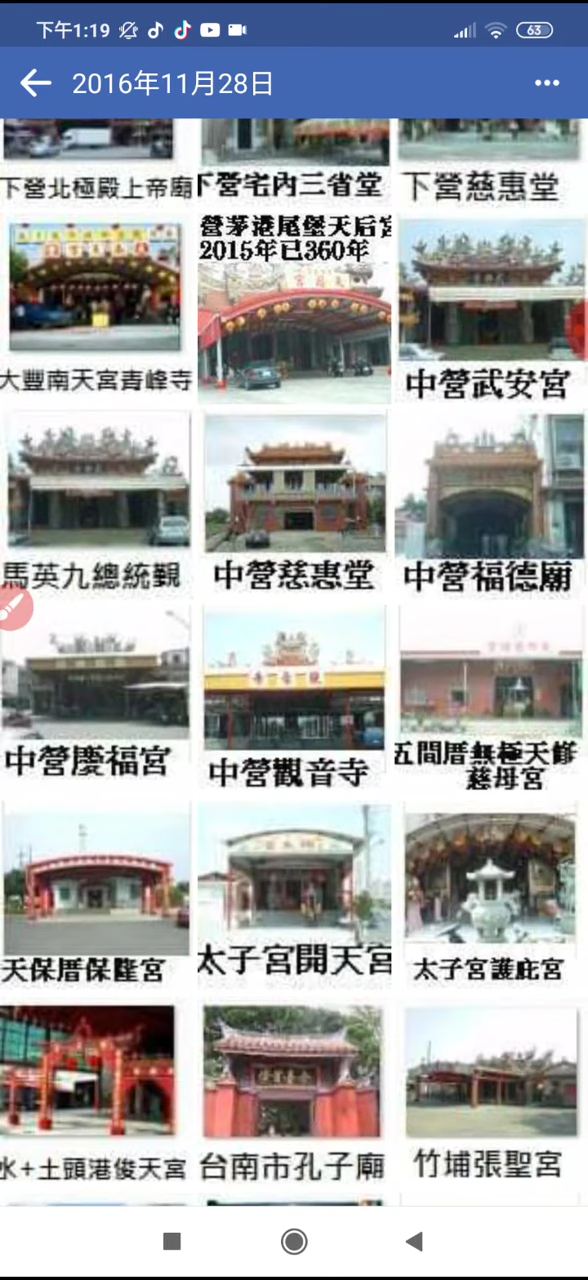 下午1:19
63
2016年11月28日
下營北極殿上帝廟
下營宅內三省堂
下營慈惠堂
營茅港尾堡天后宮
2015年已360年
大豐南天宮青峰寺
中營武安宮
馬英九總統覲
中營慈惠堂
中營福德廟
中營慶福宮
中營觀音寺
五間厝無極天修
慈母宮
天保厝保隆宮
太子宮開天宮
太子宮護庇宮
水+土頭港俊天宮
台南市孔子廟
竹埔張聖宮